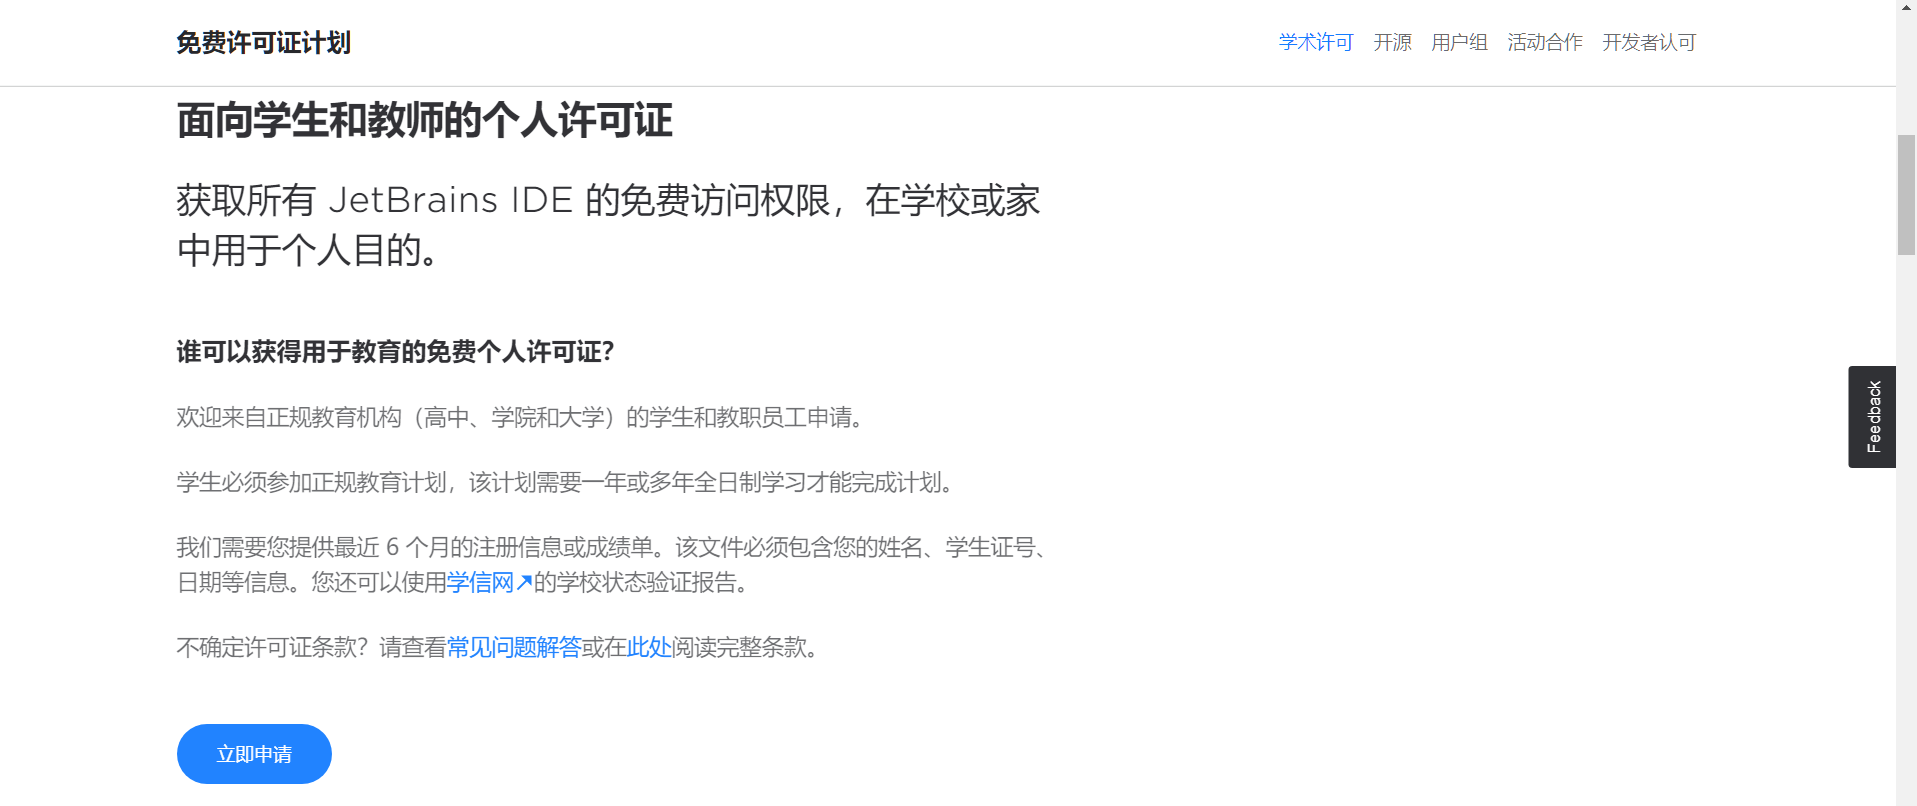 免费许可证计划
学术许可 开源 用户组 活动合作 开发者认可
面向学生和教师的个人许可证
获取所有 JetBrains IDE 的免费访问权限，在学校或家
中用于个人目的。
谁可以获得用于教育的免费个人许可证？
欢迎来自正规教育机构（高中、学院和大学）的学生和教职员工申请。
学生必须参加正规教育计划，该计划需要一年或多年全日制学习才能完成计划。
我们需要您提供最近 6 个月的注册信息或成绩单。该文件必须包含您的姓名、学生证号、
日期等信息。您还可以使用学信网↗的学校状态验证报告。
不确定许可证条款？请查看常见问题解答或在此处阅读完整条款。
立即申请
Feedback